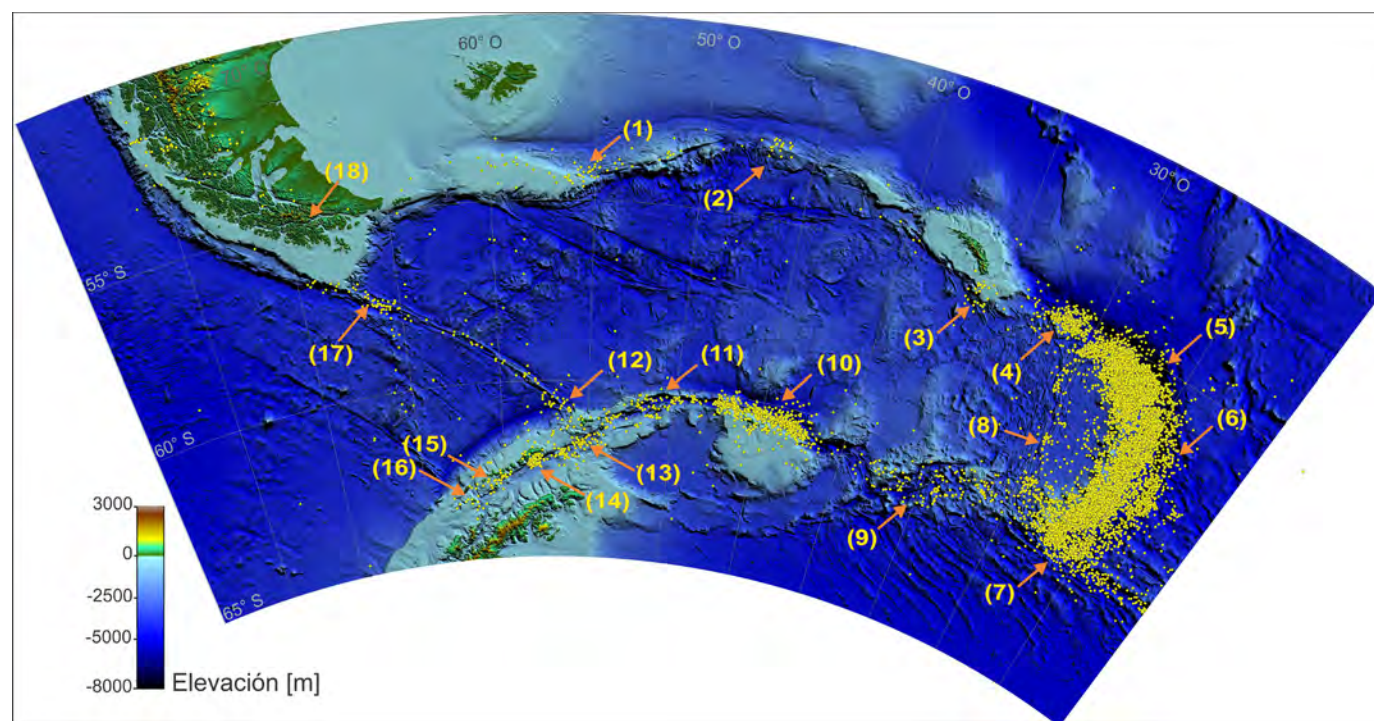 60° O
50° O
40° O
30° O
(1)
(2)
(18)
55° S
(3)
(4)
(5)
(17)
(12)
(11)
(10)
(8)
(6)
60° S
(15)
(16)
(13)
(14)
(9)
(7)
3000
0
-2500
-5000
-8000
Elevación [m]
65° S